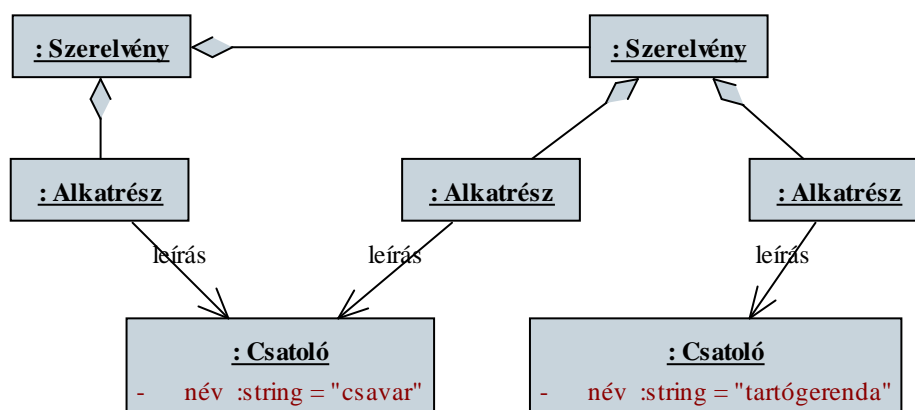 : Szerelvény
: Szerelvény
: Alkatrész
: Alkatrész
: Alkatrész
leírás
leírás
leírás
: Csatoló
- név :string = "csavar"
: Csatoló
- név :string = "tartógerenda"